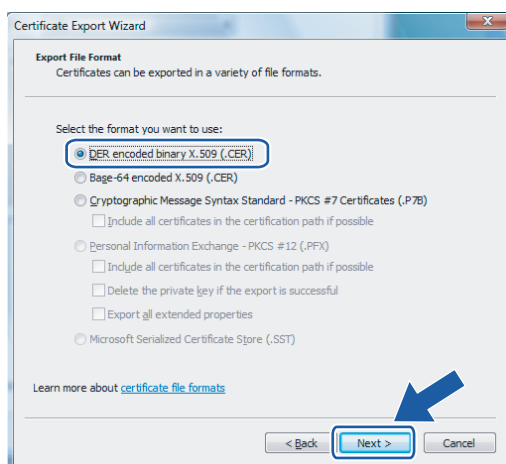 Certificate Export Wizard
Export File Format
Certificates can be exported in a variety of file formats.
Select the format you want to use:
DER encoded binary X.509 (.CER)
Base-64 encoded X.509 (.CER)
Cryptographic Message Syntax Standard - PKCS #7 Certificates (.P7B)
Include all certificates in the certification path if possible
Personal Information Exchange - PKCS #12 (.PFX)
Include all certificates in the certification path if possible
Delete the private key if the export is successful
Export all extended properties
Microsoft Serialized Certificate Store (.SST)
Learn more about certificate file formats
< Back Next > Cancel